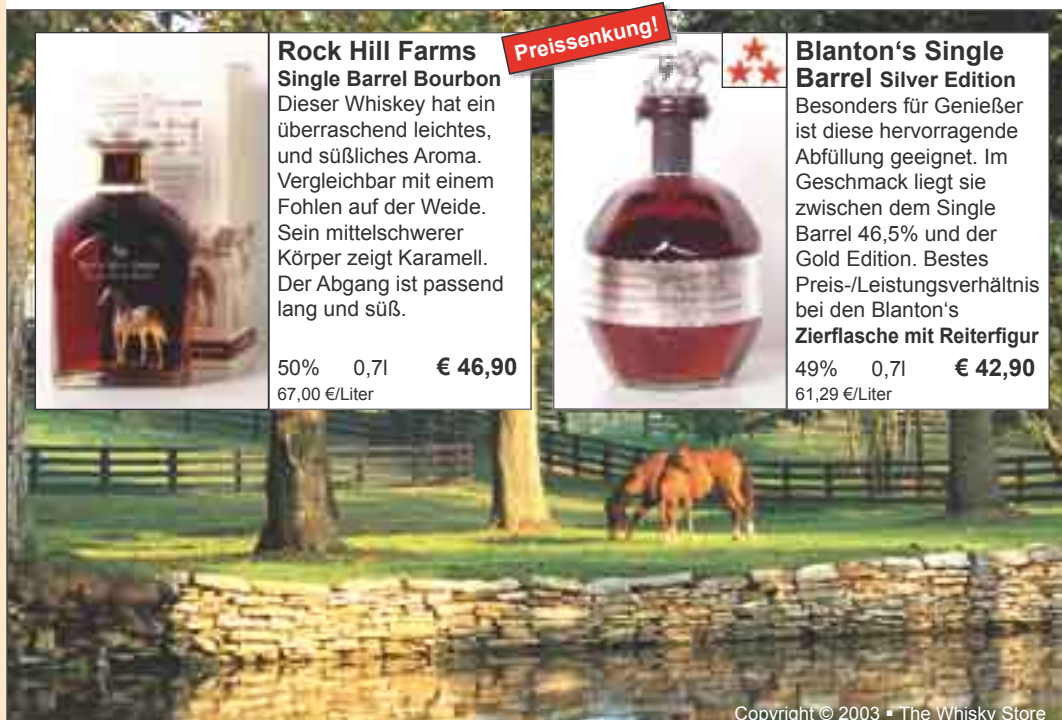 Rock Hill Farms
Single Barrel Bourbon
Dieser Whiskey hat ein
überraschend leichtes,
und süßliches Aroma.
Vergleichbar mit einem
Fohlen auf der Weide.
Sein mittelschwerer
Körper zeigt Karamell.
Der Abgang ist passend
lang und süß.
50% 0,7l € 46,90
67,00 €/Liter
Preissenkung!
Blanton‘s Single
Barrel Silver Edition
Besonders für Genießer
ist diese hervorragende
Abfüllung geeignet. Im
Geschmack liegt sie
zwischen dem Single
Barrel 46,5% und der
Gold Edition. Bestes
Preis-/Leistungsverhältnis
bei den Blanton‘s
Zierflasche mit Reiterfigur
49% 0,7l € 42,90
61,29 €/Liter
Copyright © 2003 ▪ The Whisky Store